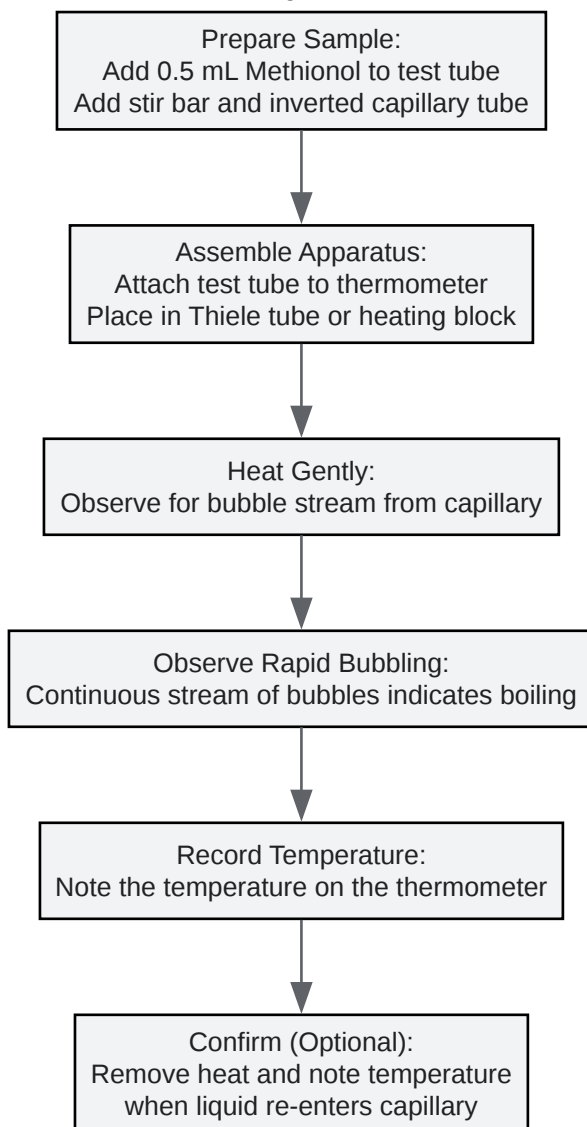 Prepare Sample:
Add 0.5 mL Methionol to test tube
Add stir bar and inverted capillary tube
Assemble Apparatus:
Attach test tube to thermometer
Place in Thiele tube or heating block
Heat Gently:
Observe for bubble stream from capillary
Observe Rapid Bubbling:
Continuous stream of bubbles indicates boiling
Record Temperature:
Note the temperature on the thermometer
Confirm (Optional):
Remove heat and note temperature
when liquid re-enters capillary